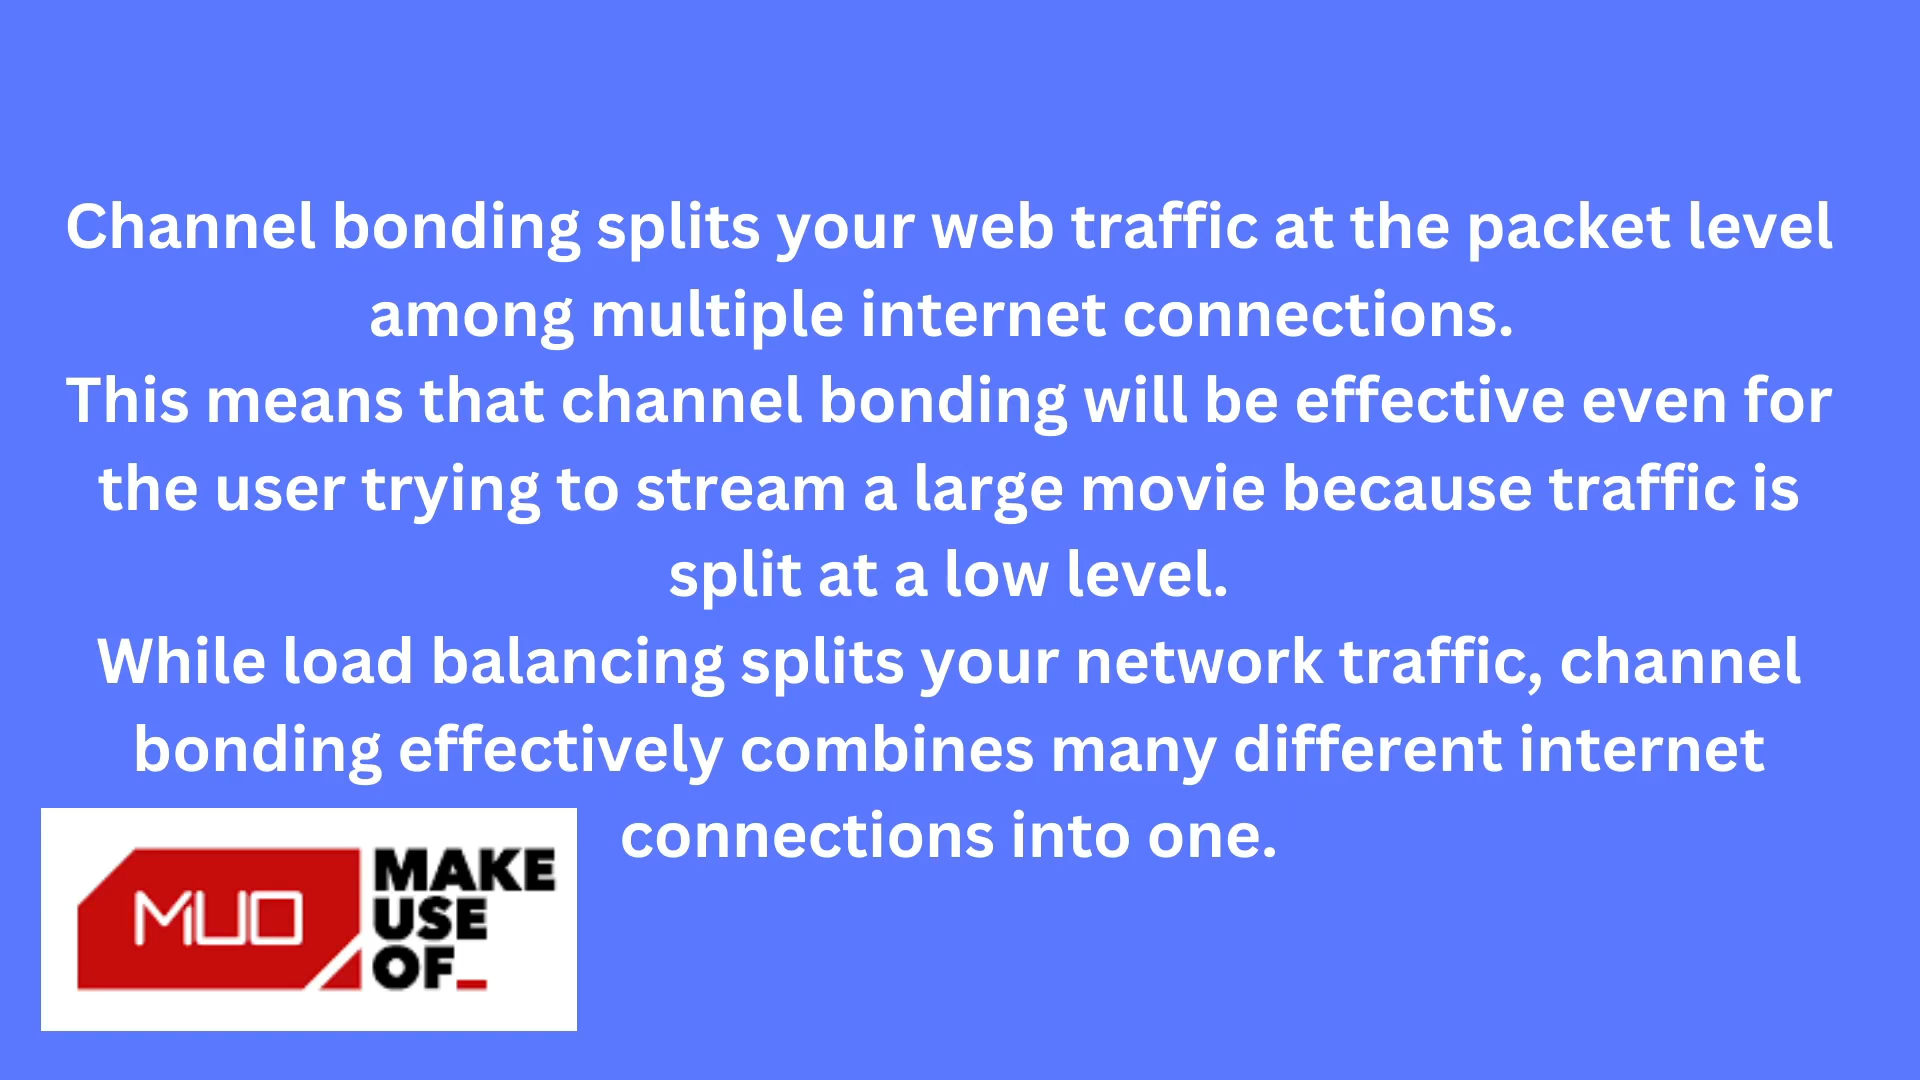 Channel bonding splits your web traffic at the packet level
among multiple internet connections.
This means that channel bonding will be effective even for
the user trying to stream a large movie because traffic is
split at a low level.
While load balancing splits your network traffic, channel
bonding effectively combines many different internet
connections into one.
MUO
MAKE
USE
OF_